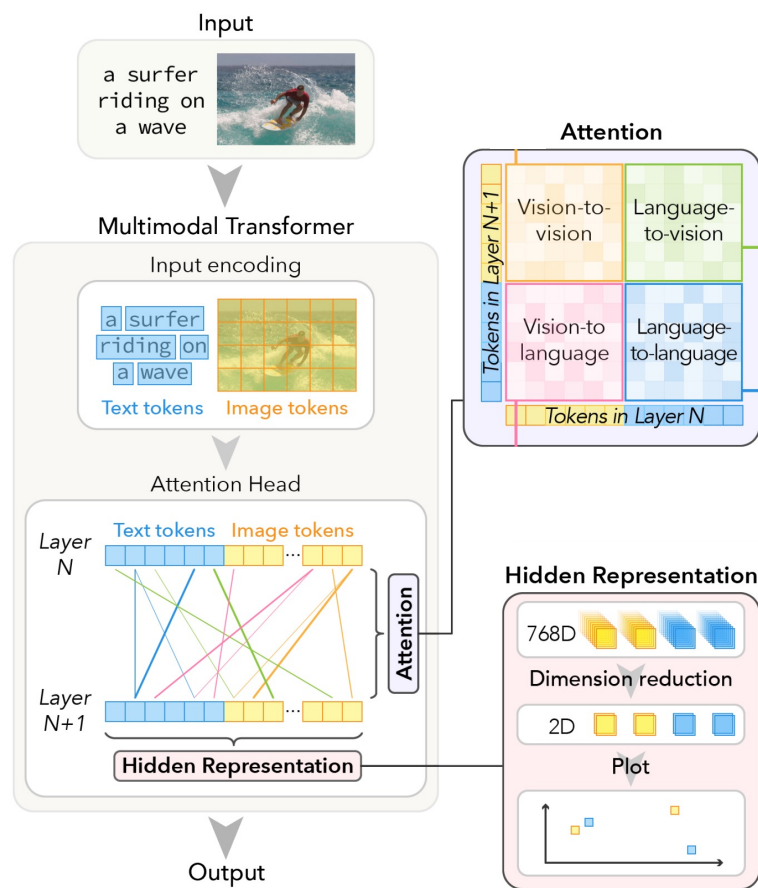 Input
a surfer
riding on
a wave
Multimodal Transformer
Input encoding
a surfer
riding on
a wave
Text tokens
Image tokens
Attention Head
Text tokens
Image tokens
Layer
N
...
Attention
Layer
N+1
...
Hidden Representation
Output
Attention
Tokens in Layer N+1
Vision-to-
vision
Language-
to-vision
Vision-to
language
Language-
to-language
Tokens in Layer N
Hidden Representation
768D
Dimension reduction
2D
Plot